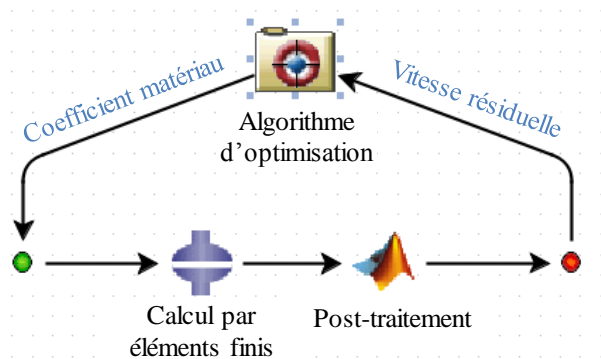 Coefficient matériau
Vitesse résiduelle
Algorithme
d’optimisation
Calcul par
éléments finis
Post-traitement